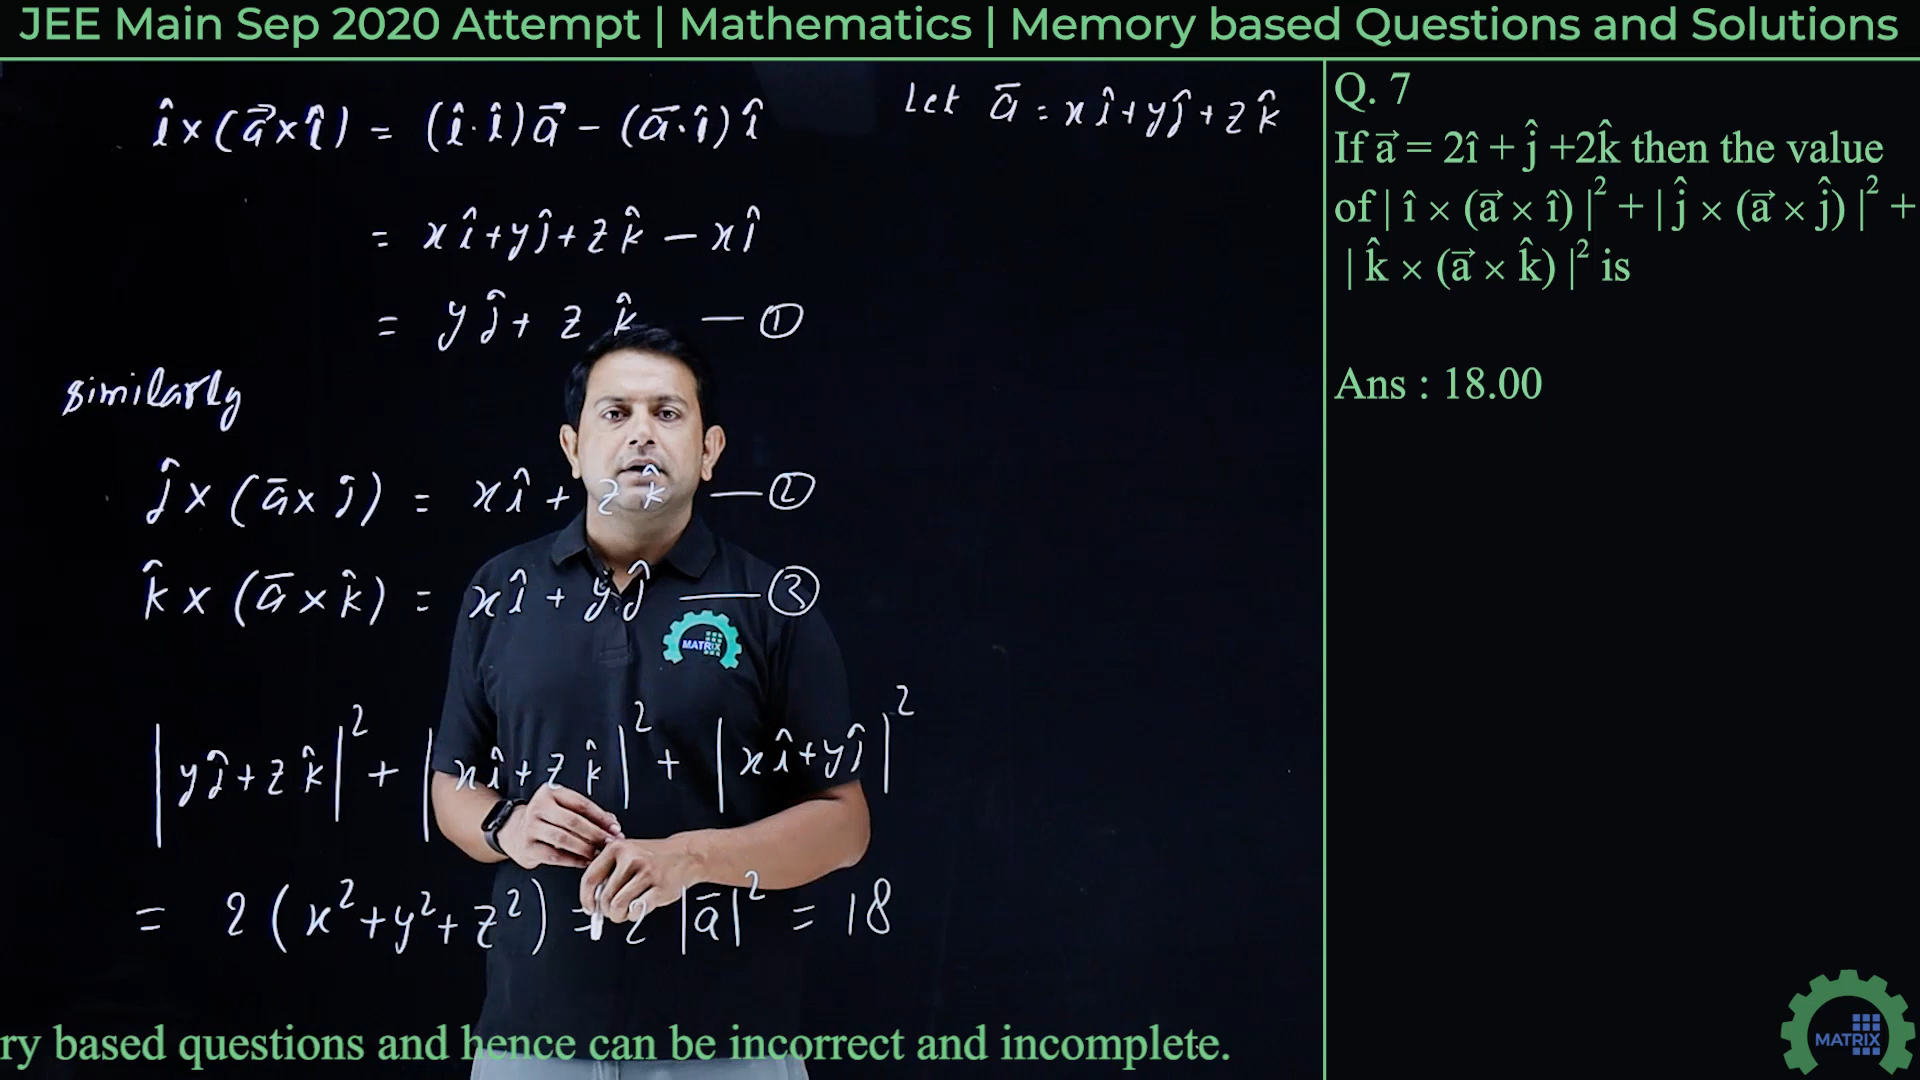 JEE Main Sep 2020 Attempt | Mathematics | Memory based Questions and Solutions
î × (a⃗ × î) = (î · î) a⃗ − (ā · î) î
Let ā = xî + yĵ + zk̂
= xî + yĵ + zk̂ − xî
= yĵ + zk̂ — ①
similarly
ĵ × (ā × ĵ) = xî + zk̂ — ②
k̂ × (ā × k̂) = xî + yĵ — ③
|yĵ + zk̂|² + |xî + zk̂|² + |xî + yĵ|²
= 2 (x² + y² + z²) = 2 |ā|² = 18
Q. 7
If a⃗ = 2î + ĵ +2k̂ then the value
of | î × (a⃗ × î) |² + | ĵ × (a⃗ × ĵ) |² +
| k̂ × (a⃗ × k̂) |² is
Ans : 18.00
MATRIX
ry based questions and hence can be incorrect and incomplete.
MATRIX